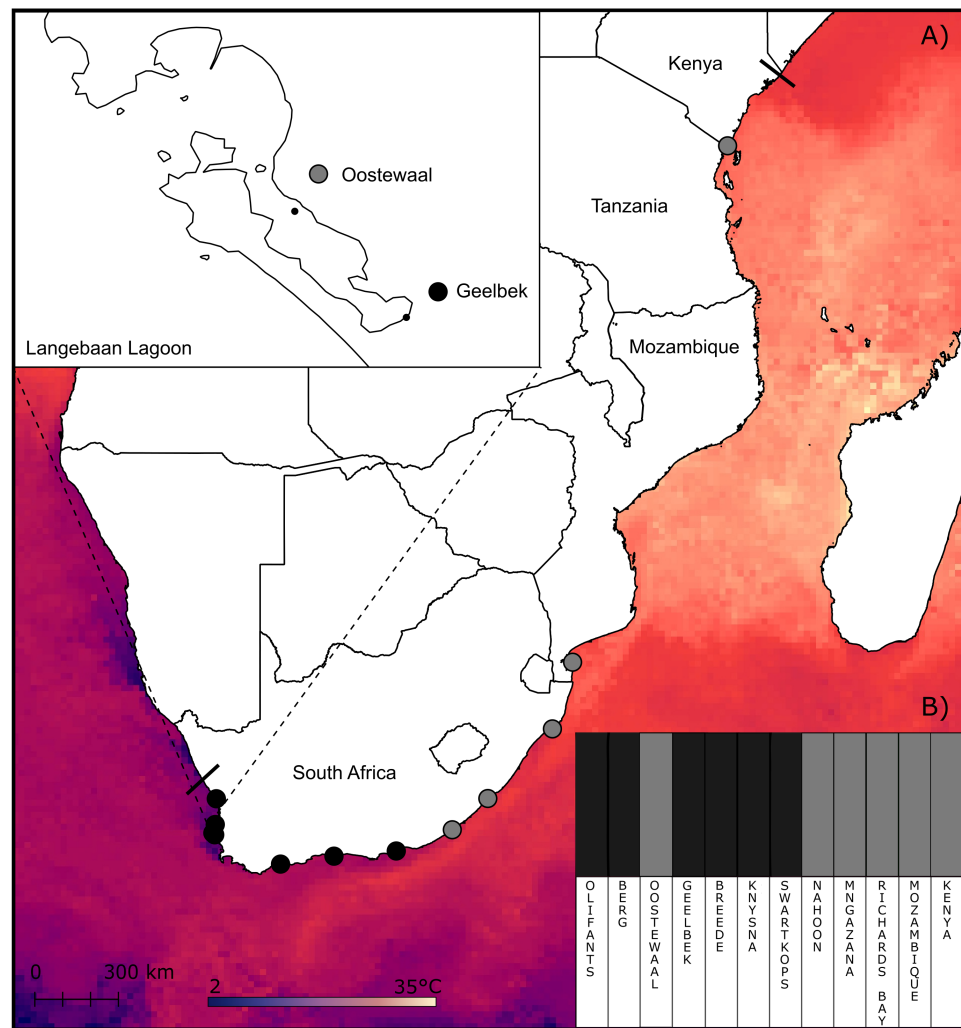 A)
Kenya
Oostewaal
Tanzania
Geelbek
Mozambique
Langebaan Lagoon
South Africa
B)
0 300 km
2 35°C
OLIFANTS
BERG
OOSTEWAAL
GEELBEK
BREEDE
KNYSNA
SWARTKOPS
NAHOON
MNGAZANA
RICHARDS BAY
MOZAMBIQUE
KENYA